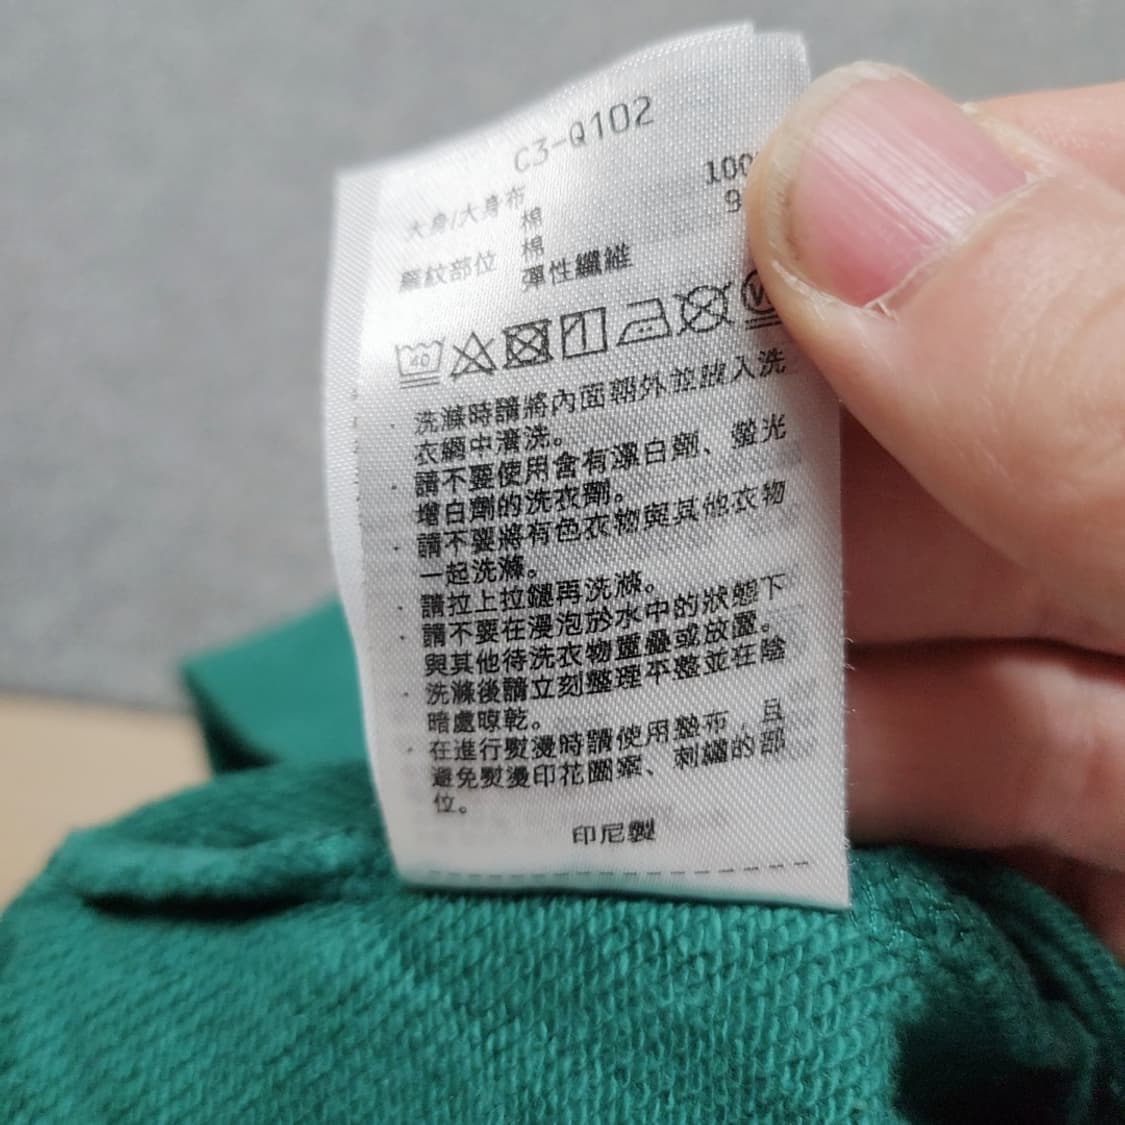 C3-Q102
大身/大身布
棉 100
羅紋部位 棉 9
彈性纖維
40
W
· 洗滌時請將內面朝外並放入洗
衣網中清洗。
· 請不要使用含有漂白劑、螢光
增白劑的洗衣劑。
· 請不要將有色衣物與其他衣物
一起洗滌。
· 請拉上拉鏈再洗滌。
· 請不要在浸泡於水中的狀態下
與其他待洗衣物重疊或放置。
· 洗滌後請立刻整理平整並在陰
暗處晾乾。
· 在進行熨燙時請使用墊布，且
避免熨燙印花圖案、刺繡的部
位。
印尼製